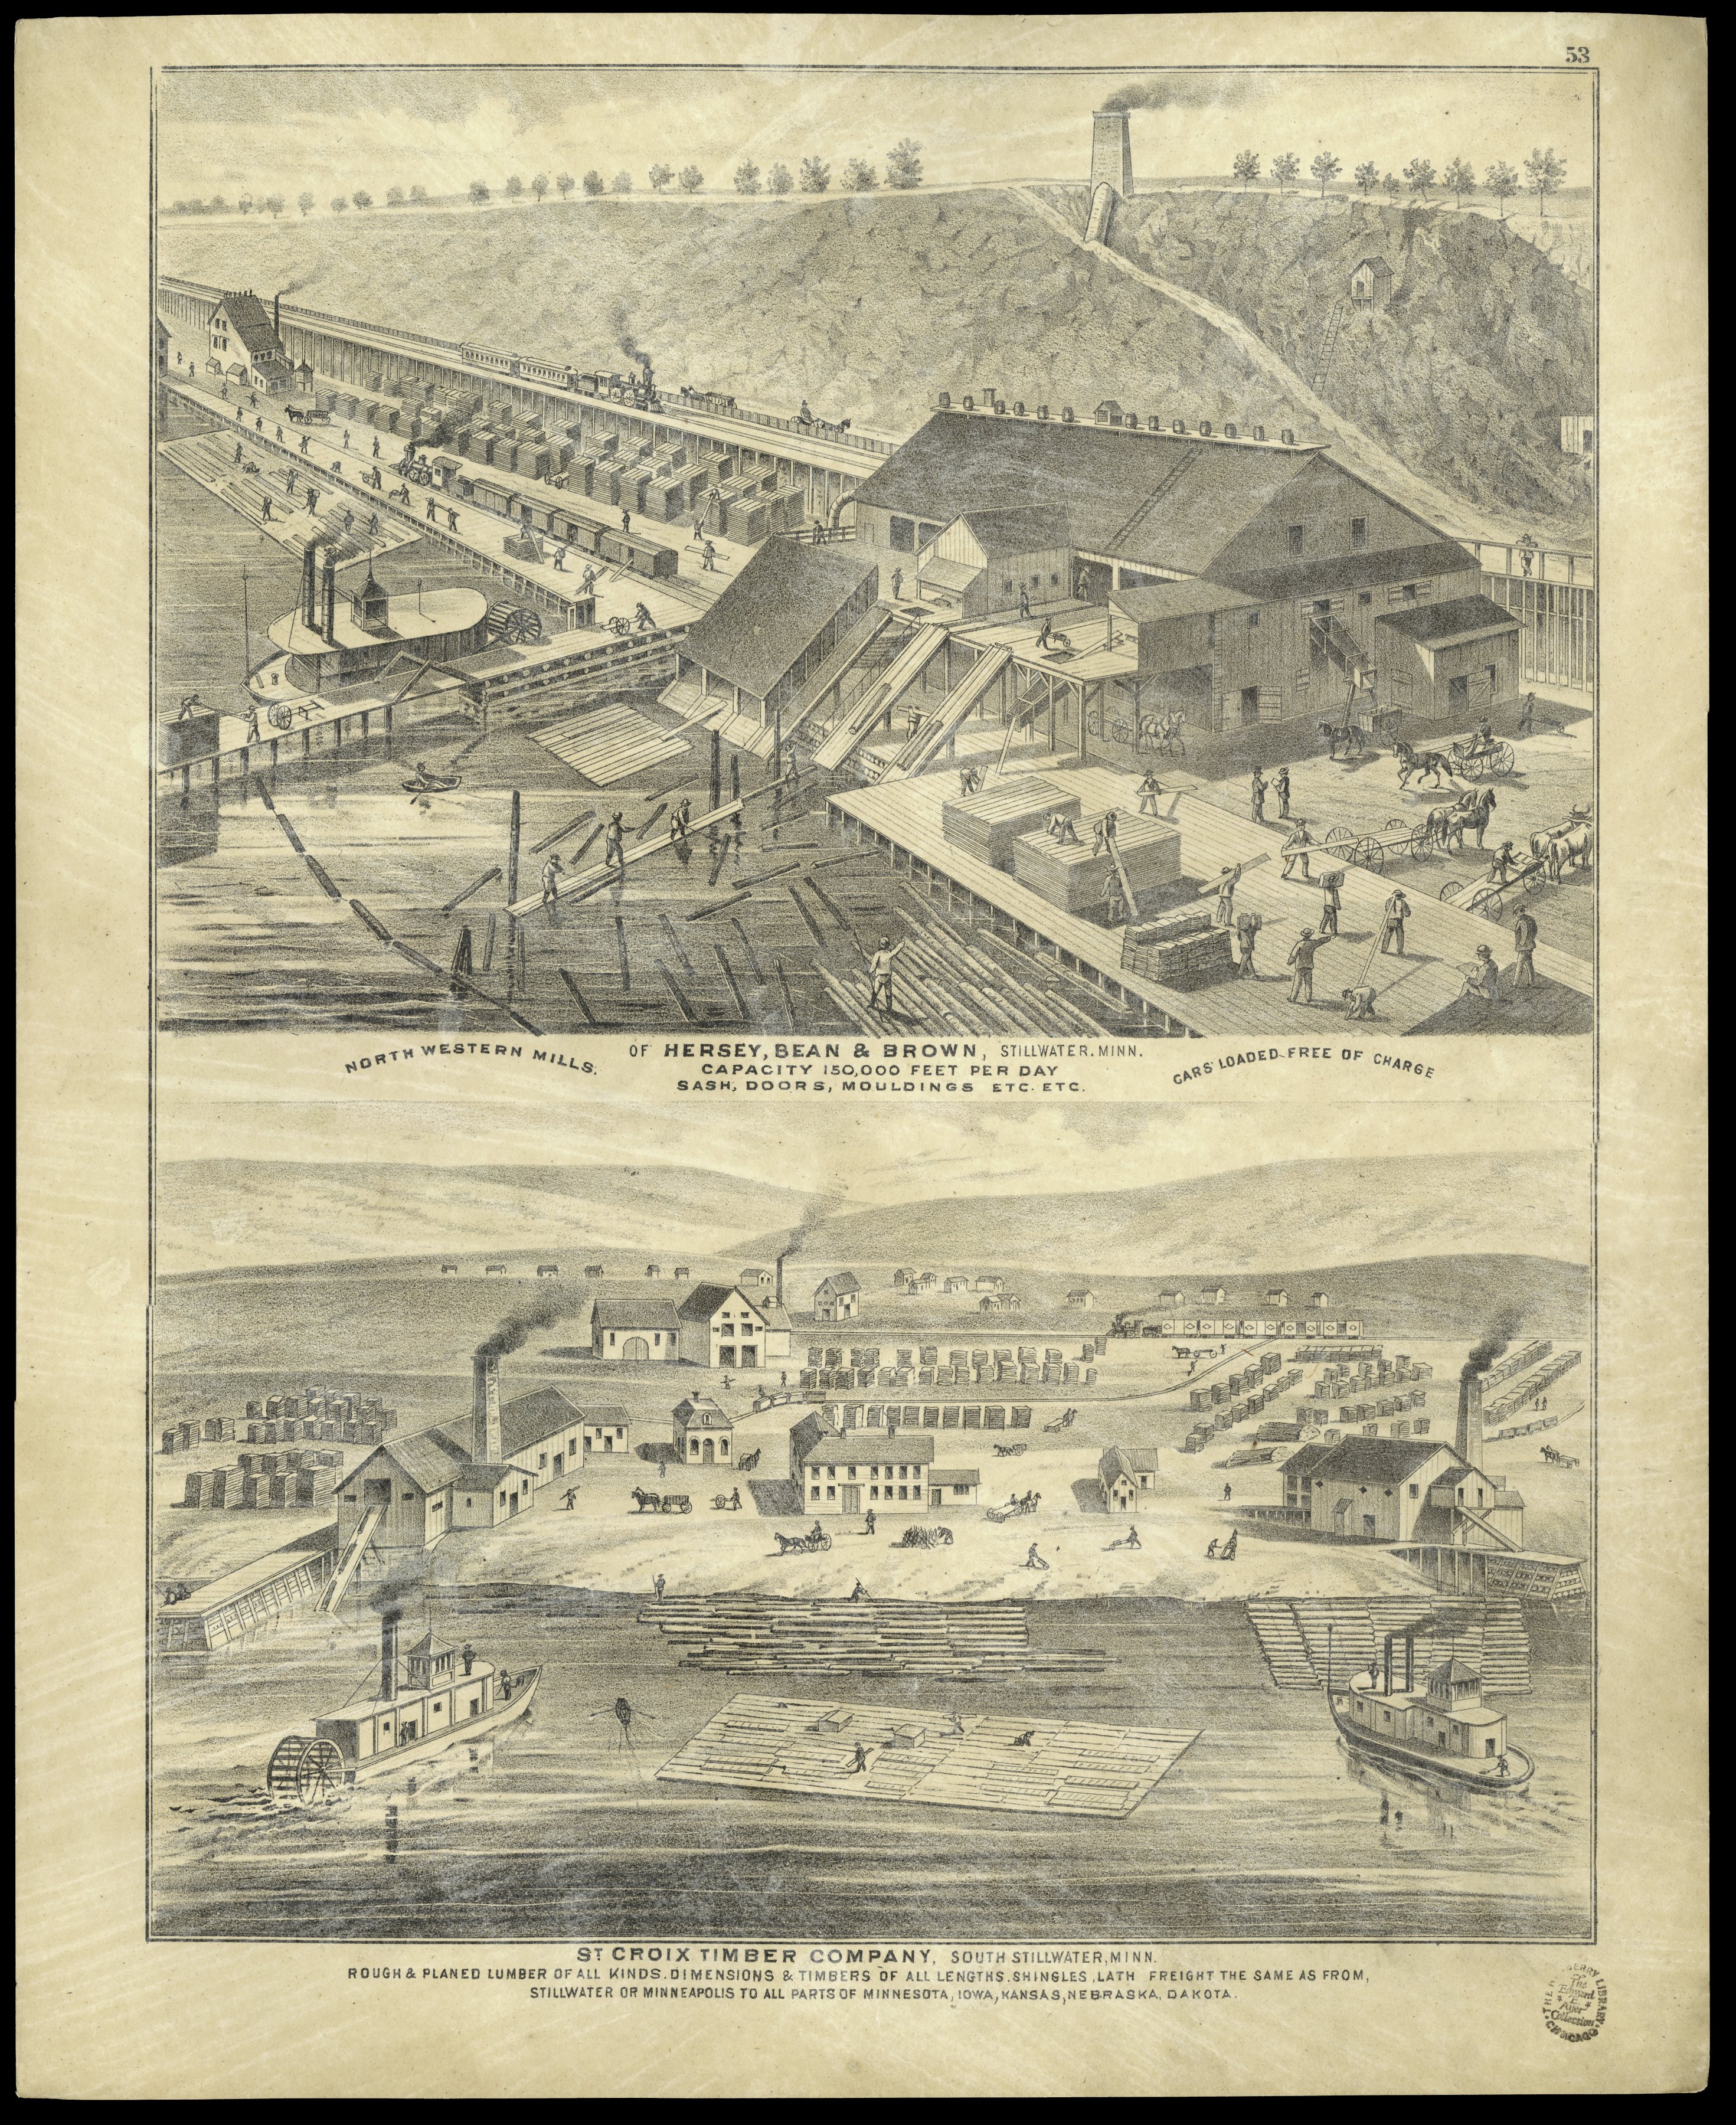 53
NORTH WESTERN MILLS. OF HERSEY, BEAN & BROWN, STILLWATER. MINN. CARS LOADED FREE OF CHARGE
CAPACITY 150,000 FEET PER DAY
SASH, DOORS, MOULDINGS ETC. ETC.
ST CROIX TIMBER COMPANY, SOUTH STILLWATER, MINN.
ROUGH & PLANED LUMBER OF ALL KINDS. DIMENSIONS & TIMBERS OF ALL LENGTHS. SHINGLES, LATH FREIGHT THE SAME AS FROM,
STILLWATER OR MINNEAPOLIS TO ALL PARTS OF MINNESOTA, IOWA, KANSAS, NEBRASKA, DAKOTA.
THE LIBRARY CHICAGO
The
Edward
E.
Ayer
Collection